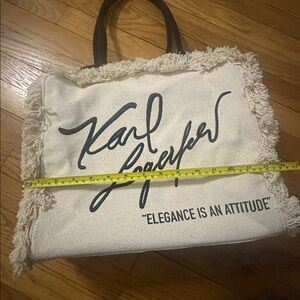 Karl
Lagerfeld
"ELEGANCE IS AN ATTITUDE"